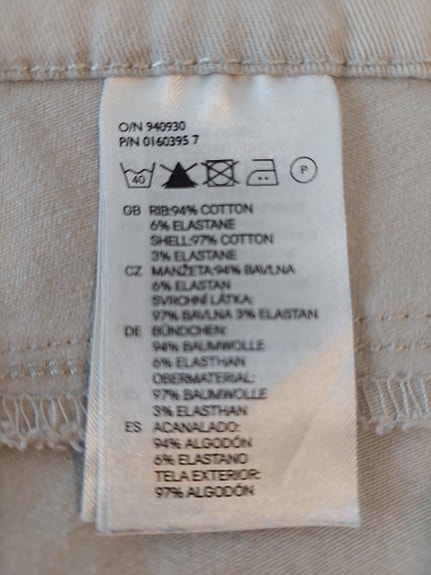 O/N 940930
P/N 0160395 7
40 P
GB RIB:94% COTTON
6% ELASTANE
SHELL:97% COTTON
3% ELASTANE
CZ MANŽETA:94% BAVLNA
6% ELASTAN
SVRCHNÍ LÁTKA:
97% BAVLNA 3% ELASTAN
DE BÜNDCHEN:
94% BAUMWOLLE
6% ELASTHAN
OBERMATERIAL:
97% BAUMWOLLE
3% ELASTHAN
ES ACANALADO:
94% ALGODÓN
6% ELASTANO
TELA EXTERIOR:
97% ALGODÓN